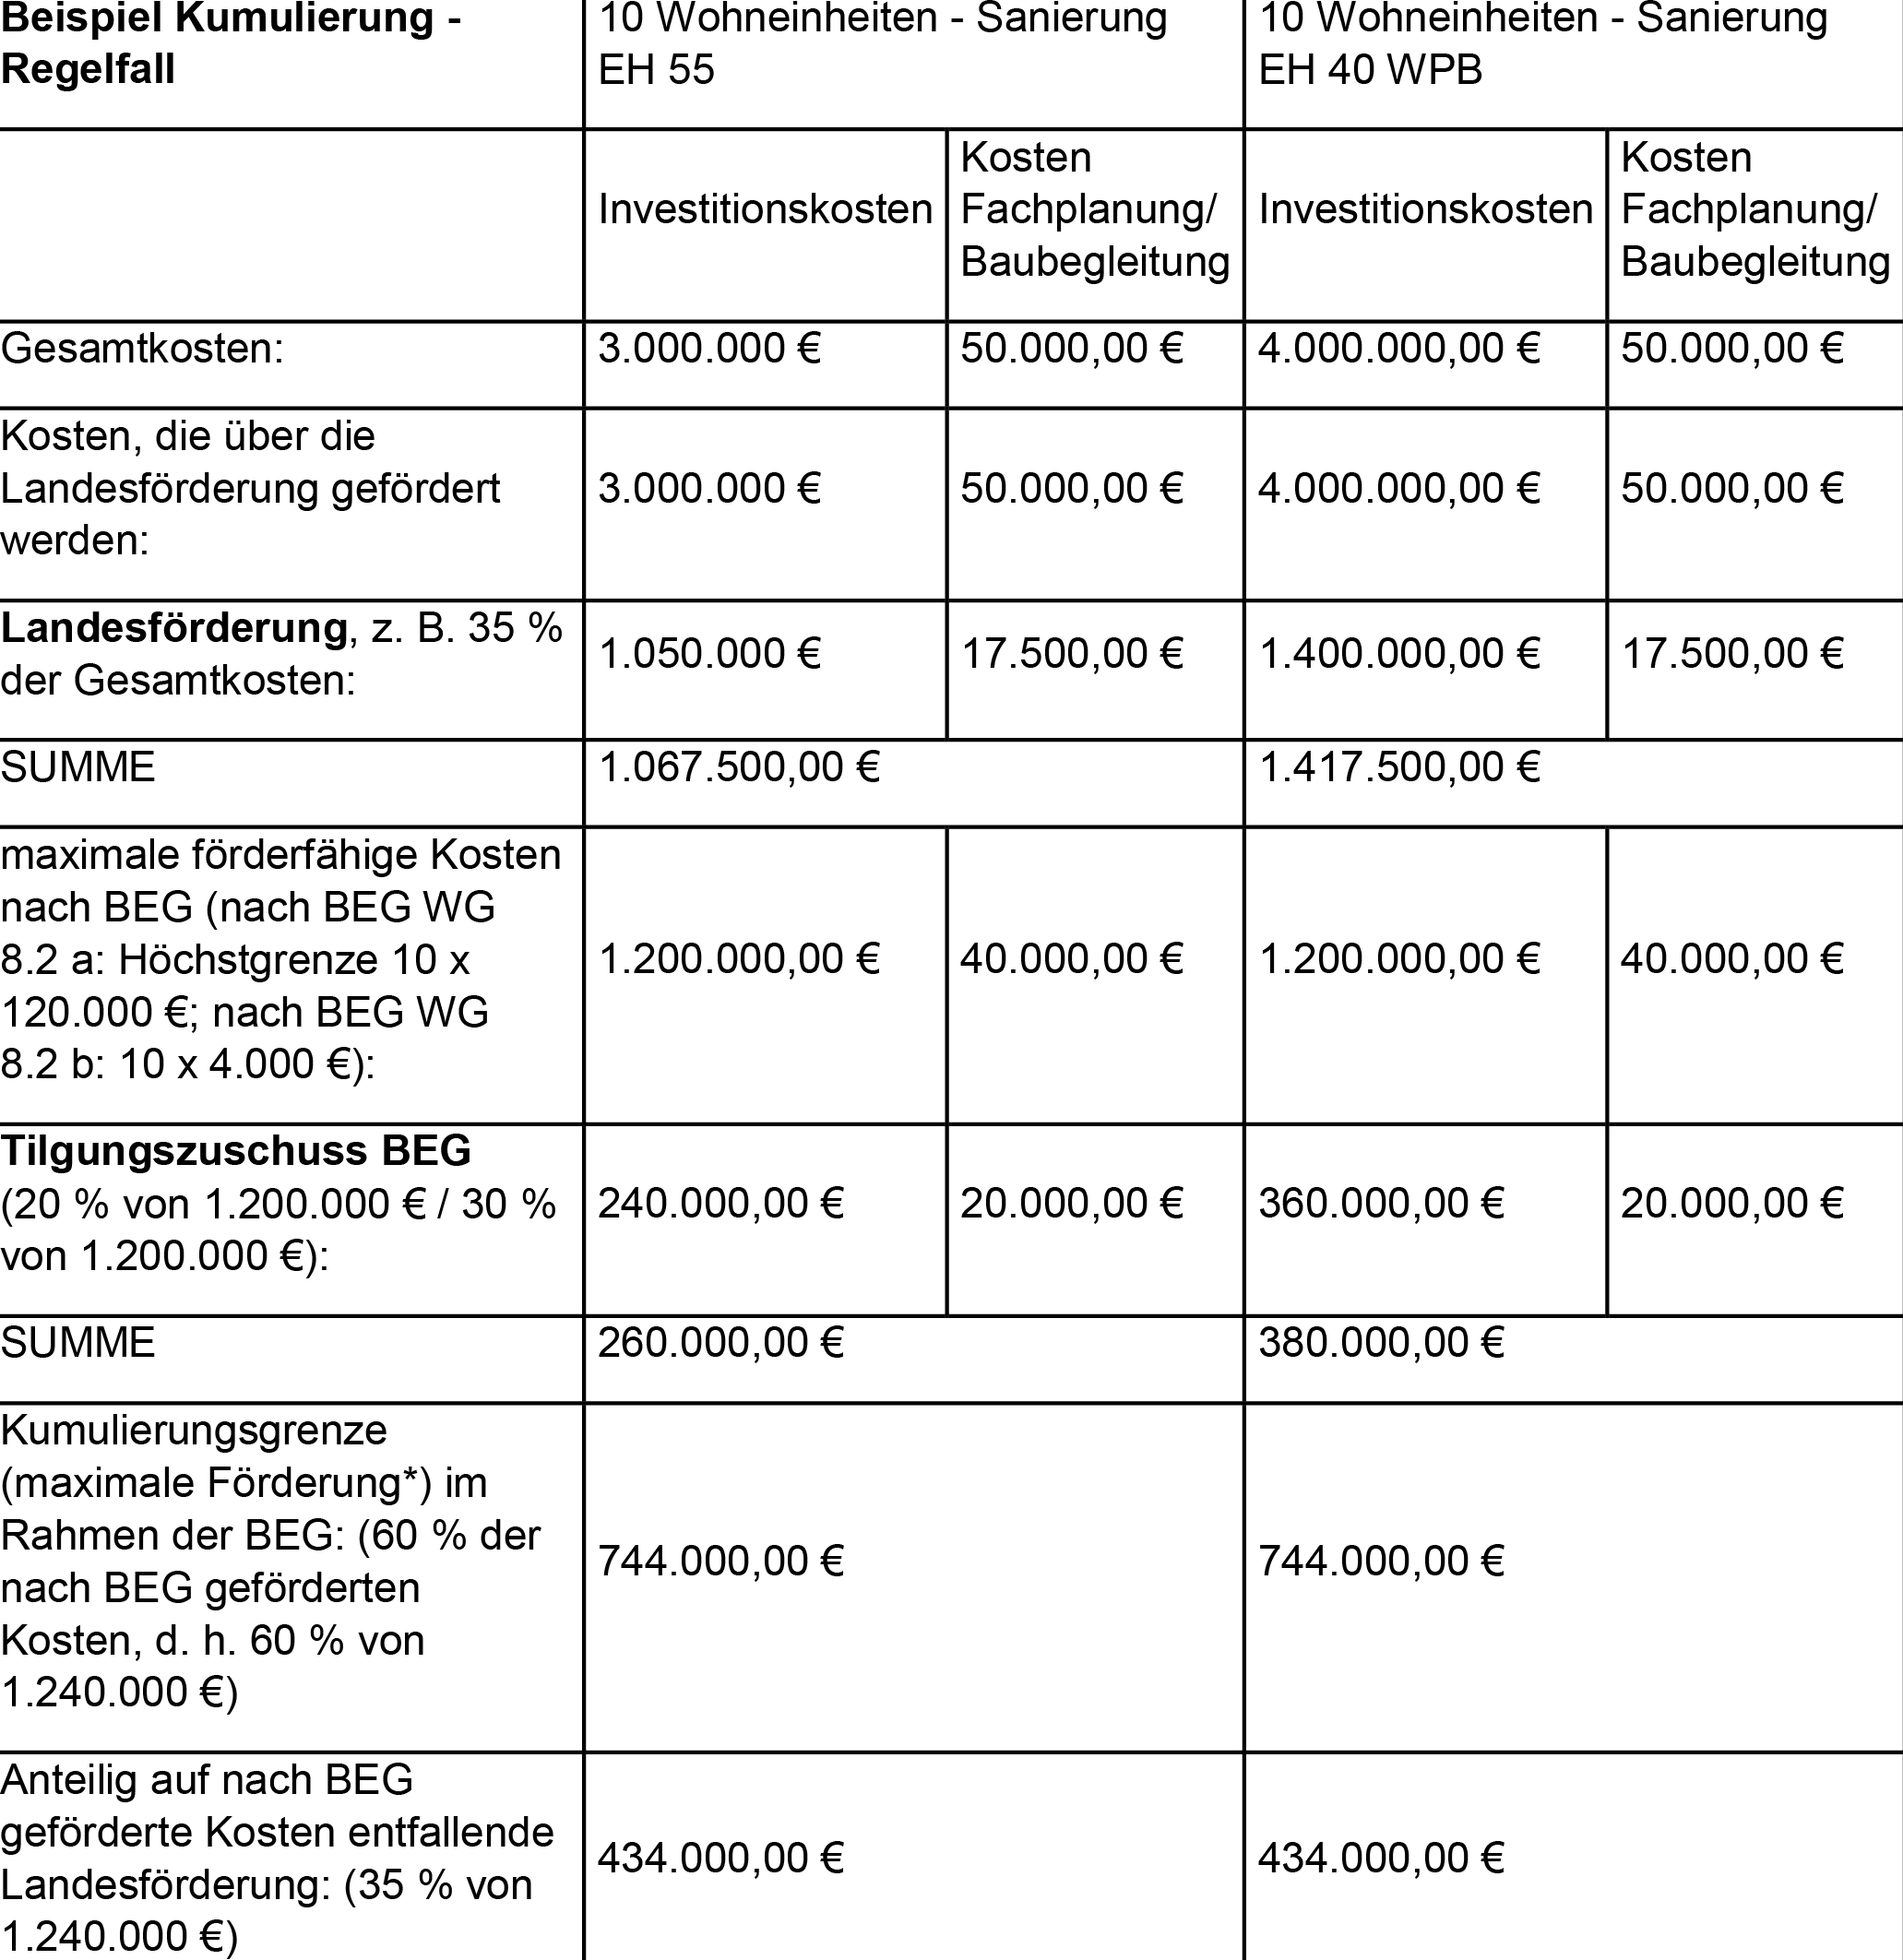 Beispiel Kumulierung -
Regelfall
10 Wohneinheiten - Sanierung
EH 55
10 Wohneinheiten - Sanierung
EH 40 WPB
Investitionskosten
Kosten
Fachplanung/
Baubegleitung
Investitionskosten
Kosten
Fachplanung/
Baubegleitung
Gesamtkosten:
3.000.000 €
50.000,00 €
4.000.000,00 €
50.000,00 €
Kosten, die über die
Landesförderung gefördert
werden:
3.000.000 €
50.000,00 €
4.000.000,00 €
50.000,00 €
Landesförderung, z. B. 35 %
der Gesamtkosten:
1.050.000 €
17.500,00 €
1.400.000,00 €
17.500,00 €
SUMME
1.067.500,00 €
1.417.500,00 €
maximale förderfähige Kosten
nach BEG (nach BEG WG
8.2 a: Höchstgrenze 10 x
120.000 €; nach BEG WG
8.2 b: 10 x 4.000 €):
1.200.000,00 €
40.000,00 €
1.200.000,00 €
40.000,00 €
Tilgungszuschuss BEG
(20 % von 1.200.000 € / 30 %
von 1.200.000 €):
240.000,00 €
20.000,00 €
360.000,00 €
20.000,00 €
SUMME
260.000,00 €
380.000,00 €
Kumulierungsgrenze
(maximale Förderung*) im
Rahmen der BEG: (60 % der
nach BEG geförderten
Kosten, d. h. 60 % von
1.240.000 €)
744.000,00 €
744.000,00 €
Anteilig auf nach BEG
geförderte Kosten entfallende
Landesförderung: (35 % von
1.240.000 €)
434.000,00 €
434.000,00 €